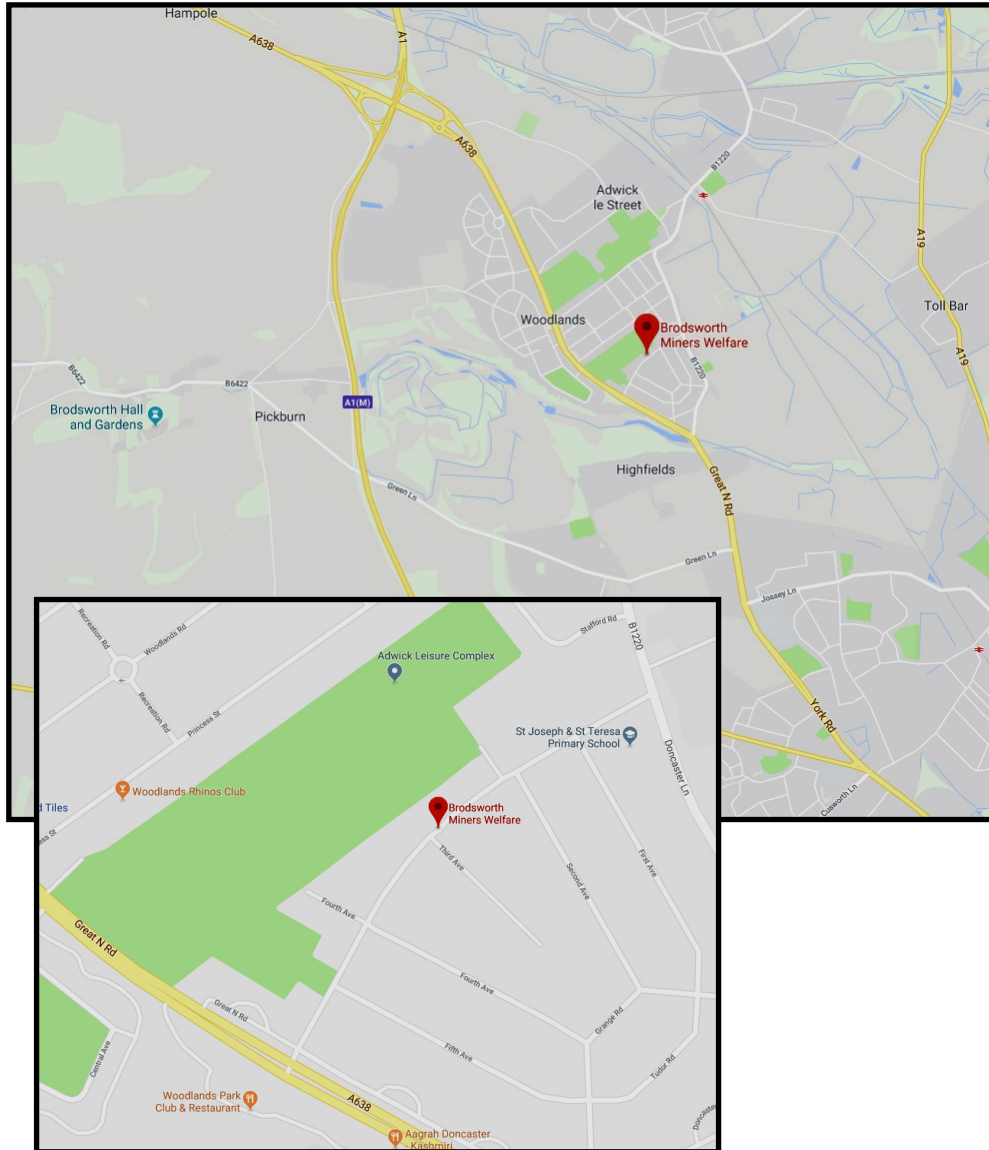 Hampole
A638
A1
A638
B1220
Adwick
le Street
A19
Toll Bar
Woodlands
Brodsworth
Miners Welfare
A19
B6422
B6422
B1220
A1(M)
Brodsworth Hall
and Gardens
Pickburn
Highfields
Great N Rd
Green Ln
Green Ln
Jossey Ln
York Rd
Cusworth Ln
Recreation Rd
Woodlands Rd
Stafford Rd
B1220
Adwick Leisure Complex
Recreation Rd
Princess St
St Joseph & St Teresa
Primary School
Doncaster Ln
Woodlands Rhinos Club
d Tiles
Brodsworth
Miners Welfare
ess St
Third Ave
Second Ave
First Ave
Fourth Ave
Great N Rd
Fourth Ave
Great N Rd
Grange Rd
Fifth Ave
Tudor Rd
Central Ave
Woodlands Park
Club & Restaurant
A638
Doncaster
Aagrah Doncaster
- Kashmiri